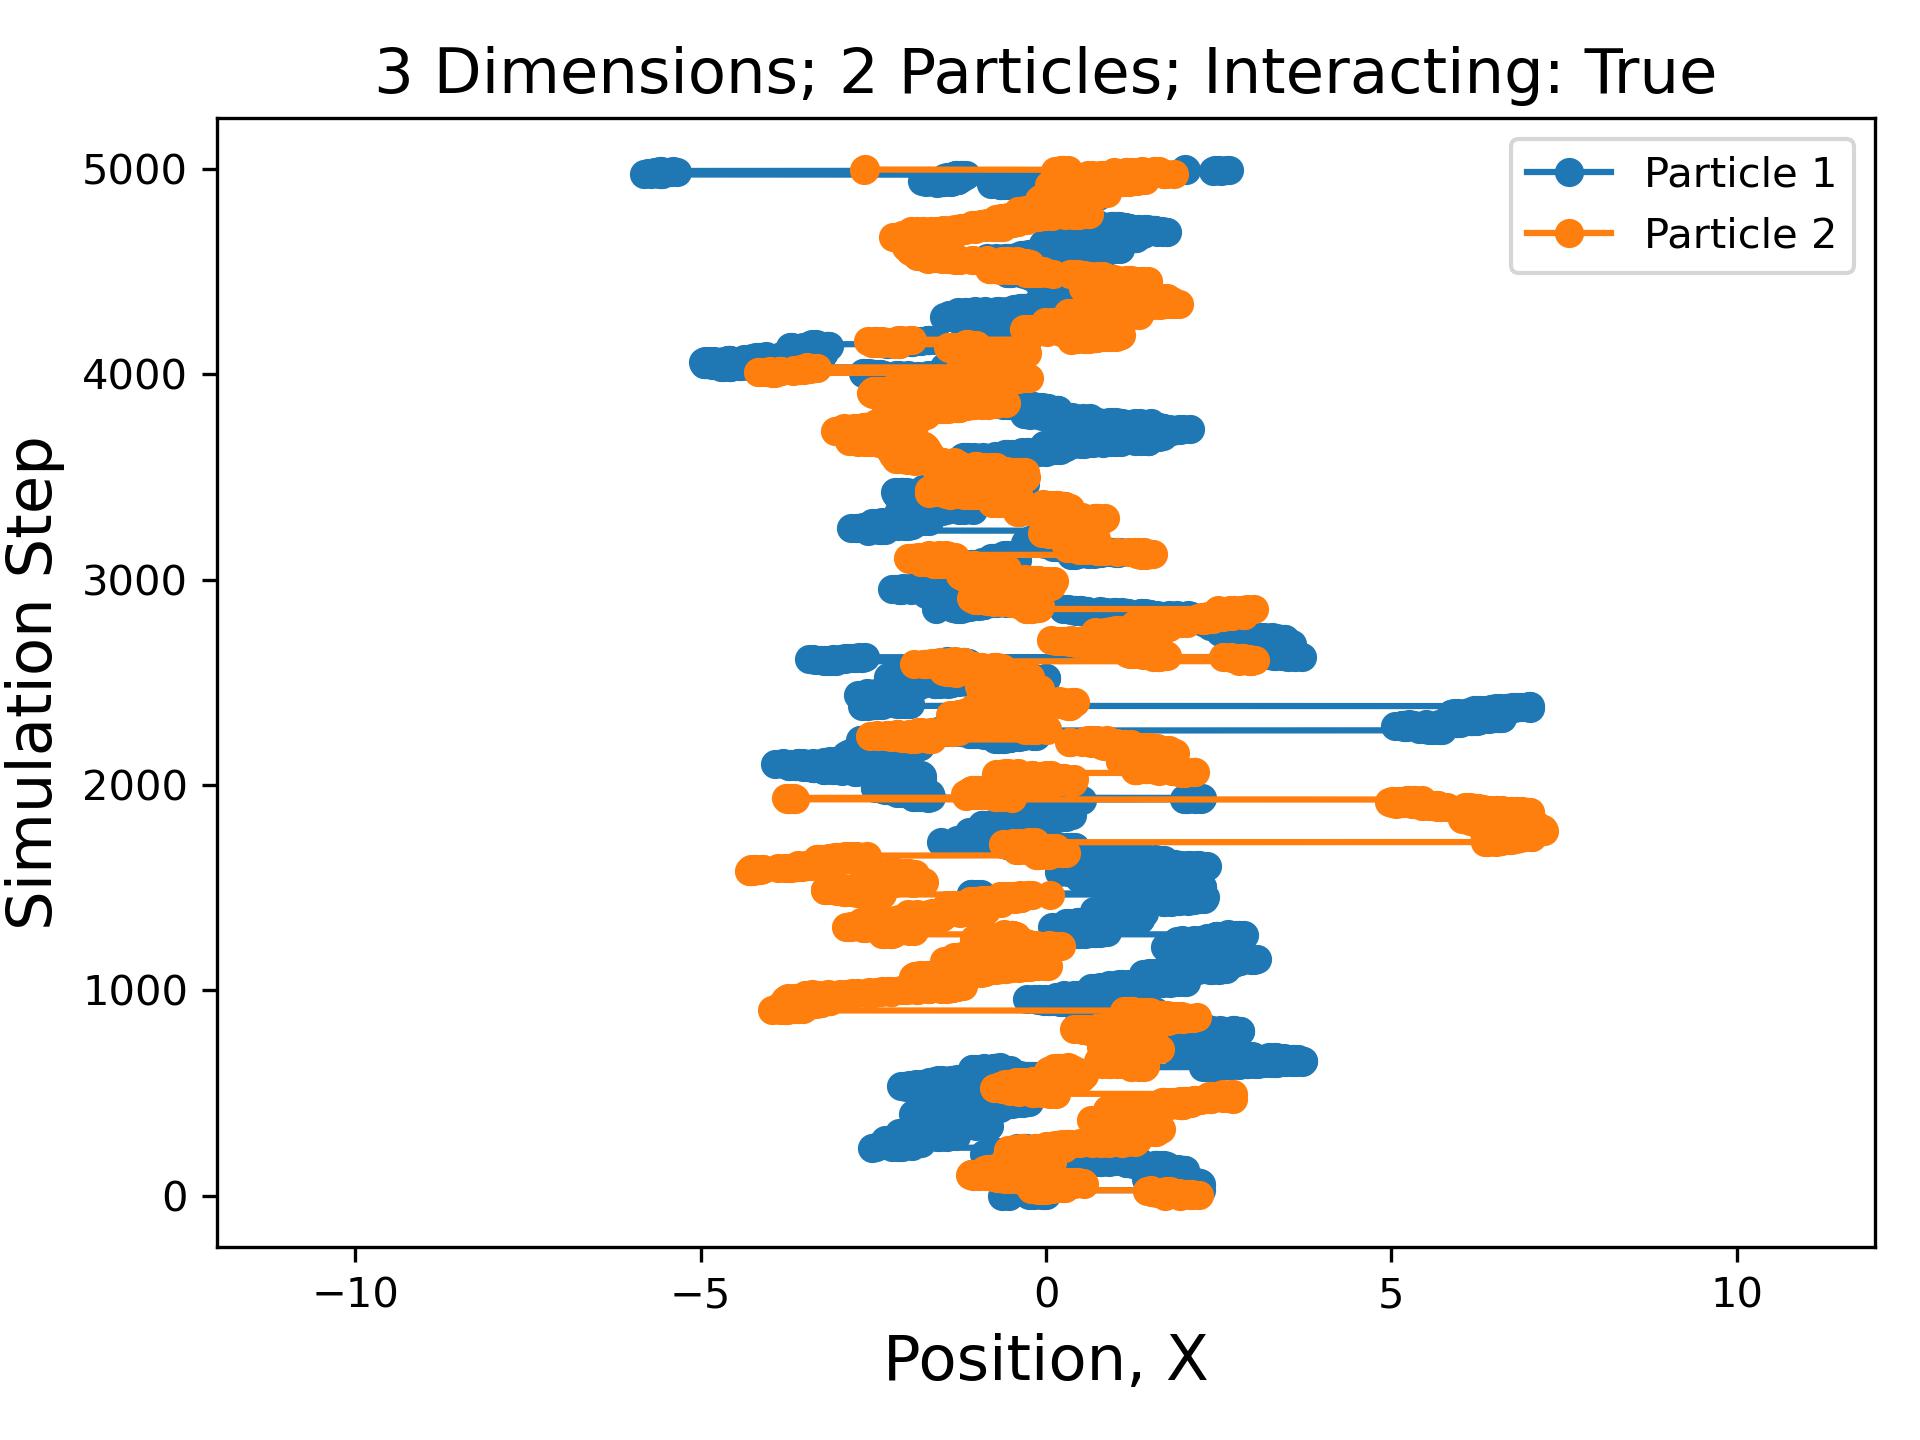 3 Dimensions; 2 Particles; Interacting: True
Particle 1
Particle 2
Simulation Step
5000
4000
3000
2000
1000
0
−10
−5
0
5
10
Position, X